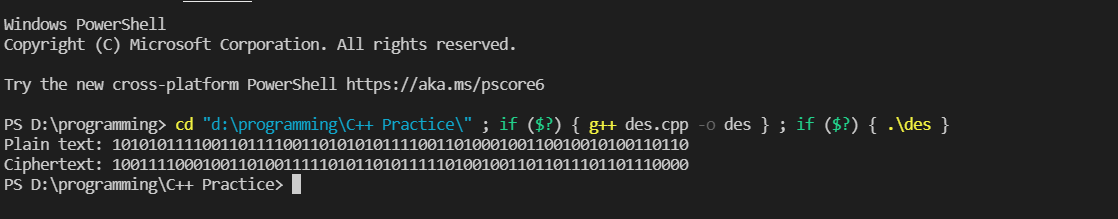 Windows PowerShell
Copyright (C) Microsoft Corporation. All rights reserved.
Try the new cross-platform PowerShell https://aka.ms/pscore6
PS D:\programming> cd "d:\programming\C++ Practice\" ; if ($?) { g++ des.cpp -o des } ; if ($?) { .\des }
Plain text: 1010101111001101111001101010101111001101000100110010010100110110
Ciphertext: 1001111000100110100111110101101011111010010011011011101101110000
PS D:\programming\C++ Practice>